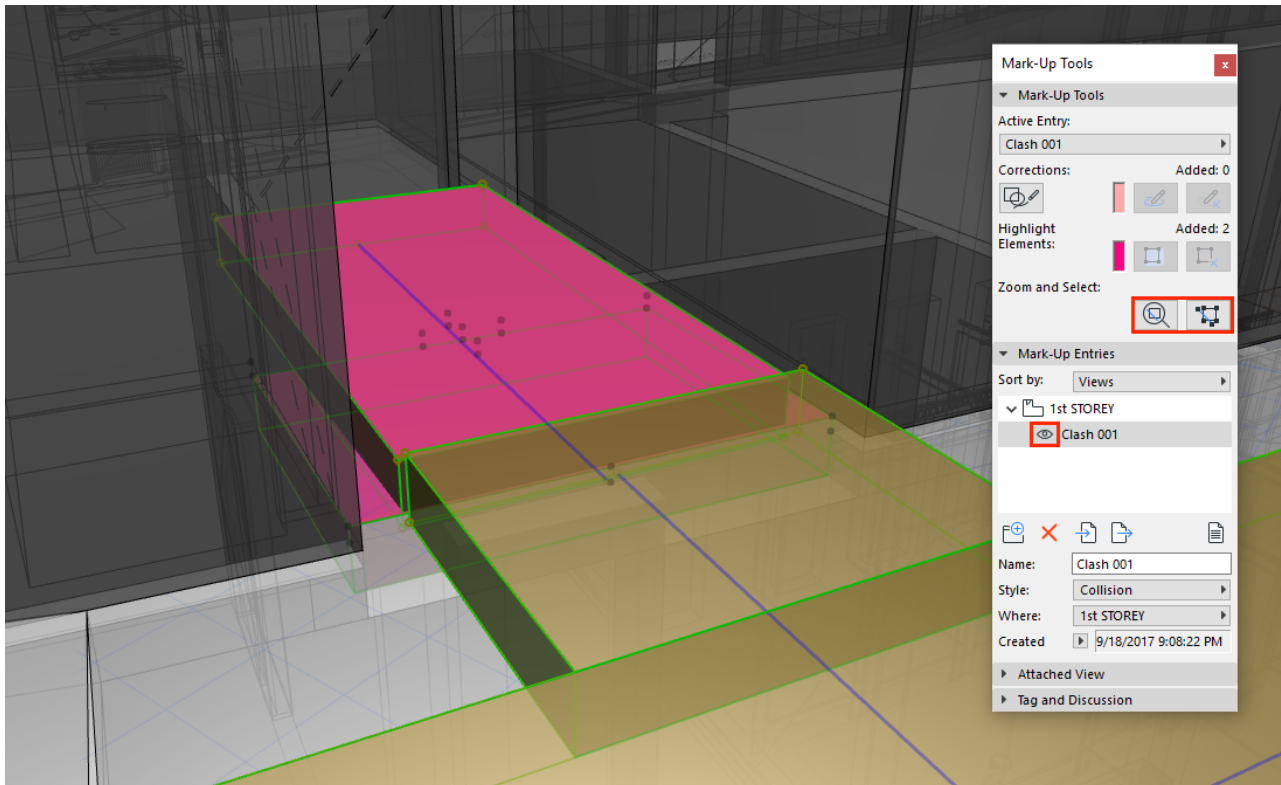 Mark-Up Tools
x
Mark-Up Tools
Active Entry:
Clash 001
Corrections: Added: 0
Highlight Added: 2
Elements:
Zoom and Select:
Mark-Up Entries
Sort by: Views
1st STOREY
Clash 001
Name: Clash 001
Style: Collision
Where: 1st STOREY
Created 9/18/2017 9:08:22 PM
Attached View
Tag and Discussion